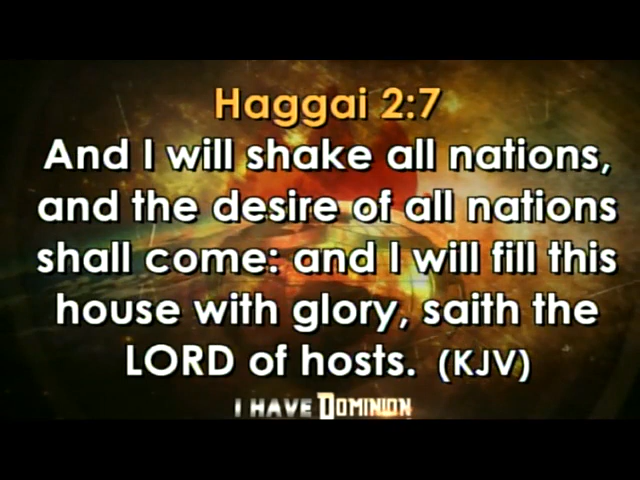 Haggai 2:7
And I will shake all nations,
and the desire of all nations
shall come: and I will fill this
house with glory, saith the
LORD of hosts. (KJV)
I HAVE DOMINION